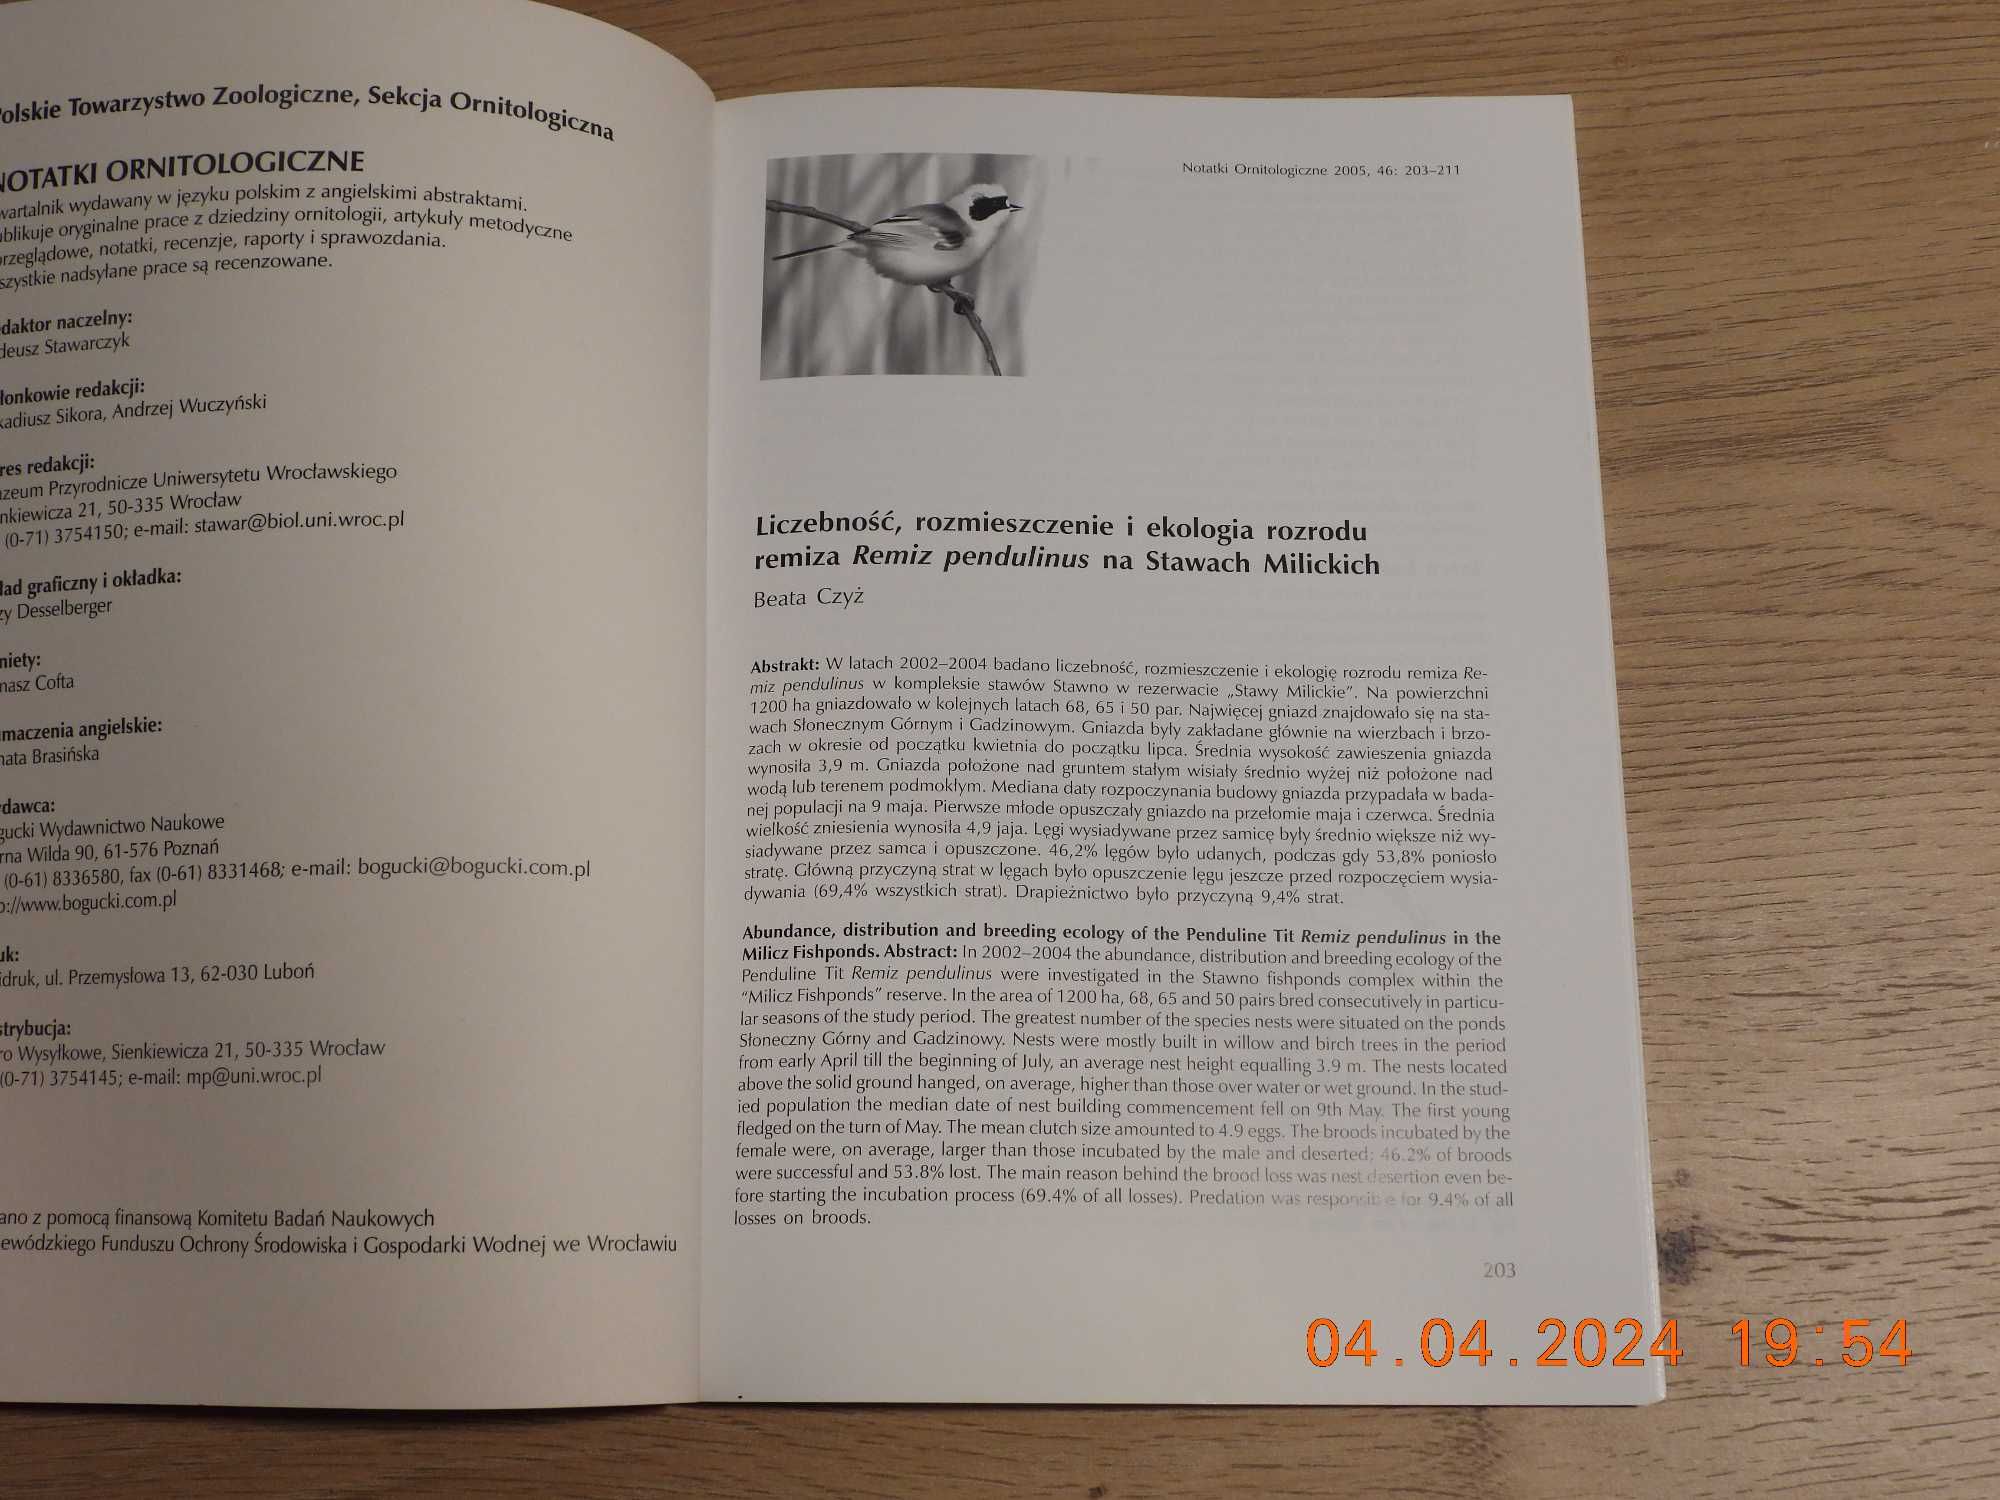 Polskie Towarzystwo Zoologiczne, Sekcja Ornitologiczna
NOTATKI ORNITOLOGICZNE
wydawany w języku polskim z angielskimi abstraktami.
oryginalne prace z dziedziny ornitologii, artykuły metodyczne
notatki, recenzje, raporty i sprawozdania.
nadsyłane prace są recenzowane.
naczelny:
Stawarczyk
redakcji:
Sikora, Andrzej Wuczyński
redakcji:
Przyrodnicze Uniwersytetu Wrocławskiego
21, 50-335 Wrocław
(0-71) 3754150; e-mail: stawar@biol.uni.wroc.pl
graficzny i okładka:
Desselberger
Cofta
angielskie:
Brasińska
Wydawnictwo Naukowe
Wilda 90, 61-576 Poznań
(0-61) 8336580, fax (0-61) 8331468; e-mail: bogucki@bogucki.com.pl
://www.bogucki.com.pl
ul. Przemysłowa 13, 62-030 Luboń
Wysyłkowe, Sienkiewicza 21, 50-335 Wrocław
(0-71) 3754145; e-mail: mp@uni.wroc.pl
z pomocą finansową Komitetu Badań Naukowych
Funduszu Ochrony Środowiska i Gospodarki Wodnej we Wrocławiu
Notatki Ornitologiczne 2005, 46: 203–211
Liczebność, rozmieszczenie i ekologia rozrodu
remiza Remiz pendulinus na Stawach Milickich
Beata Czyż
Abstrakt: W latach 2002–2004 badano liczebność, rozmieszczenie i ekologię rozrodu remiza Re-
miz pendulinus w kompleksie stawów Stawno w rezerwacie „Stawy Milickie”. Na powierzchni
1200 ha gniazdowało w kolejnych latach 68, 65 i 50 par. Najwięcej gniazd znajdowało się na sta-
wach Słonecznym Górnym i Gadzinowym. Gniazda były zakładane głównie na wierzbach i brzo-
zach w okresie od początku kwietnia do początku lipca. Średnia wysokość zawieszenia gniazda
wynosiła 3,9 m. Gniazda położone nad gruntem stałym wisiały średnio wyżej niż położone nad
wodą lub terenem podmokłym. Mediana daty rozpoczynania budowy gniazda przypadała w bada-
nej populacji na 9 maja. Pierwsze młode opuszczały gniazdo na przełomie maja i czerwca. Średnia
wielkość zniesienia wynosiła 4,9 jaja. Lęgi wysiadywane przez samicę były średnio większe niż wy-
siadywane przez samca i opuszczone. 46,2% lęgów było udanych, podczas gdy 53,8% poniosło
stratę. Główną przyczyną strat w lęgach było opuszczenie lęgu jeszcze przed rozpoczęciem wysia-
dywania (69,4% wszystkich strat). Drapieżnictwo było przyczyną 9,4% strat.
Abundance, distribution and breeding ecology of the Penduline Tit Remiz pendulinus in the
Milicz Fishponds. Abstract: In 2002–2004 the abundance, distribution and breeding ecology of the
Penduline Tit Remiz pendulinus were investigated in the Stawno fishponds complex within the
“Milicz Fishponds” reserve. In the area of 1200 ha, 68, 65 and 50 pairs bred consecutively in particu-
lar seasons of the study period. The greatest number of the species nests were situated on the ponds
Słoneczny Górny and Gadzinowy. Nests were mostly built in willow and birch trees in the period
from early April till the beginning of July, an average nest height equalling 3.9 m. The nests located
above the solid ground hanged, on average, higher than those over water or wet ground. In the stud-
ied population the median date of nest building commencement fell on 9th May. The first young
fledged on the turn of May. The mean clutch size amounted to 4.9 eggs. The broods incubated by the
female were, on average, larger than those incubated by the male and deserted; 46.2% of broods
were successful and 53.8% lost. The main reason behind the brood loss was nest desertion even be-
fore starting the incubation process (69.4% of all losses). Predation was responsible for 9.4% of all
losses on broods.
203
04.04.2024 19:54